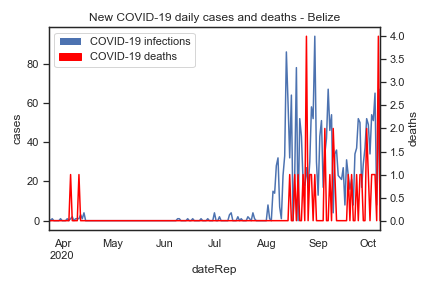 New COVID-19 daily cases and deaths - Belize
COVID-19 infections
COVID-19 deaths
cases
80
60
40
20
0
deaths
4.0
3.5
3.0
2.5
2.0
1.5
1.0
0.5
0.0
Apr May Jun Jul Aug Sep Oct
2020
dateRep